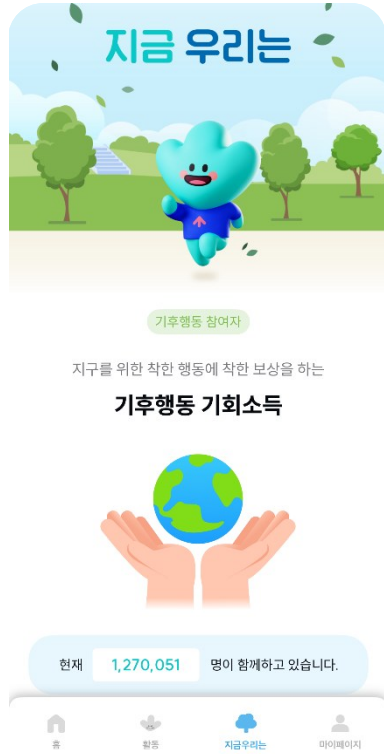 지금 우리는
기후행동 참여자
지구를 위한 착한 행동에 착한 보상을 하는
기후행동 기회소득
현재 1,270,051 명이 함께하고 있습니다.
홈 활동 지금우리는 마이페이지